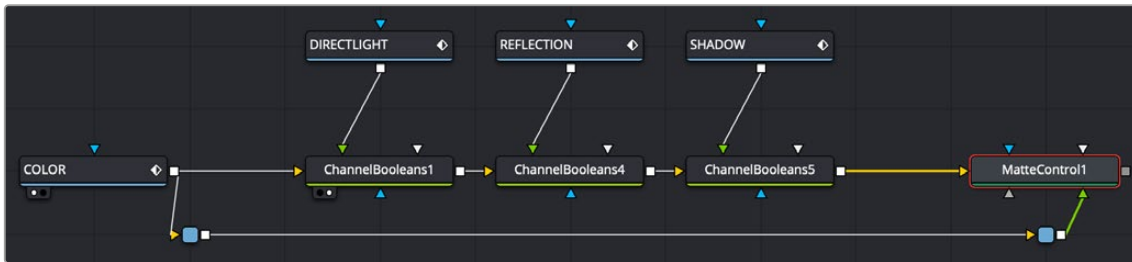 DIRECTLIGHT
REFLECTION
SHADOW
COLOR
ChannelBooleans1
ChannelBooleans4
ChannelBooleans5
MatteControl1